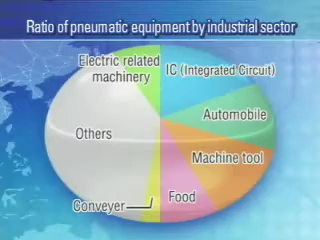 Ratio of pneumatic equipment by industrial sector
Electric related
machinery
IC (Integrated Circuit)
Automobile
Others
Machine tool
Food
Conveyer